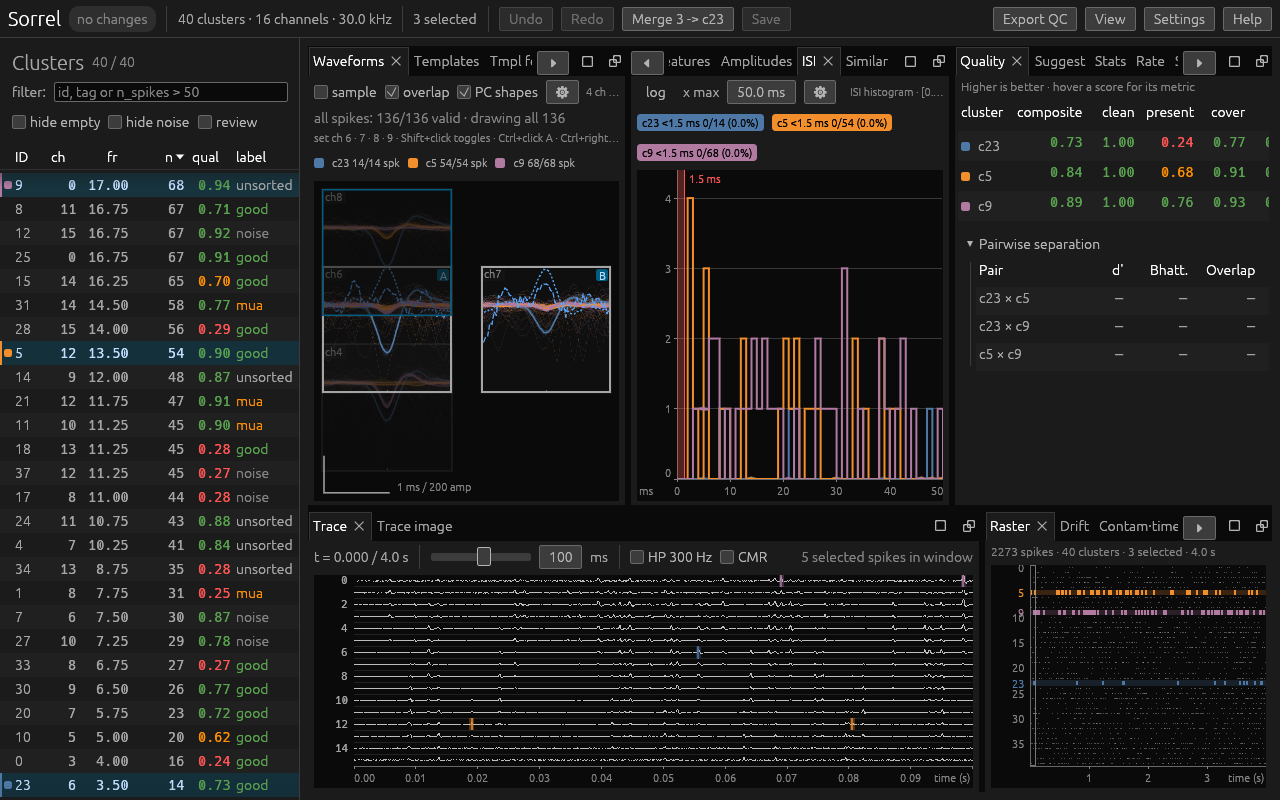 Sorrel no changes 40 clusters · 16 channels · 30.0 kHz 3 selected Undo Redo Merge 3 -> c23 Save Export QC View Settings Help
Clusters 40 / 40
filter: id, tag or n_spikes > 50
hide empty hide noise review
ID ch fr n qual label
9 0 17.00 68 0.94 unsorted
8 11 16.75 67 0.71 good
12 15 16.75 67 0.92 noise
25 0 16.75 67 0.91 good
15 14 16.25 65 0.70 good
31 14 14.50 58 0.77 mua
28 15 14.00 56 0.29 good
5 12 13.50 54 0.90 good
14 9 12.00 48 0.87 unsorted
21 12 11.75 47 0.91 mua
11 10 11.25 45 0.90 mua
18 13 11.25 45 0.28 good
37 12 11.25 45 0.27 noise
17 8 11.00 44 0.28 noise
24 11 10.75 43 0.88 unsorted
4 7 10.25 41 0.84 unsorted
34 13 8.75 35 0.28 unsorted
1 8 7.75 31 0.25 mua
7 6 7.50 30 0.87 noise
27 10 7.25 29 0.78 noise
33 8 6.75 27 0.27 good
30 9 6.50 26 0.77 good
20 7 5.75 23 0.72 good
10 5 5.00 20 0.62 good
0 3 4.00 16 0.24 good
23 6 3.50 14 0.73 good
Waveforms Templates Tmpl f
sample overlap PC shapes 4 ch ...
all spikes: 136/136 valid · drawing all 136
set ch 6 · 7 · 8 · 9 · Shift+click toggles · Ctrl+click A · Ctrl+right...
c23 14/14 spk c5 54/54 spk c9 68/68 spk
ch8
ch6 A ch7 B
ch4
1 ms / 200 amp
eatures Amplitudes ISI Similar
log x max 50.0 ms ISI histogram · [0....
c23 <1.5 ms 0/14 (0.0%) c5 <1.5 ms 0/54 (0.0%)
c9 <1.5 ms 0/68 (0.0%)
1.5 ms
4
3
2
1
0
ms 0 10 20 30 40 50
Quality Suggest Stats Rate
Higher is better · hover a score for its metric
cluster composite clean present cover
c23 0.73 1.00 0.24 0.77
c5 0.84 1.00 0.68 0.91
c9 0.89 1.00 0.76 0.93
Pairwise separation
Pair d' Bhatt. Overlap
c23 × c5 – – –
c23 × c9 – – –
c5 × c9 – – –
Trace Trace image
t = 0.000 / 4.0 s 100 ms HP 300 Hz CMR 5 selected spikes in window
0
2
4
6
8
10
12
14
0.00 0.01 0.02 0.03 0.04 0.05 0.06 0.07 0.08 0.09 time (s)
Raster Drift Contam-time
2273 spikes · 40 clusters · 3 selected · 4.0 s
0
5
9
10
15
20
23
25
30
35
1 2 3 time (s)